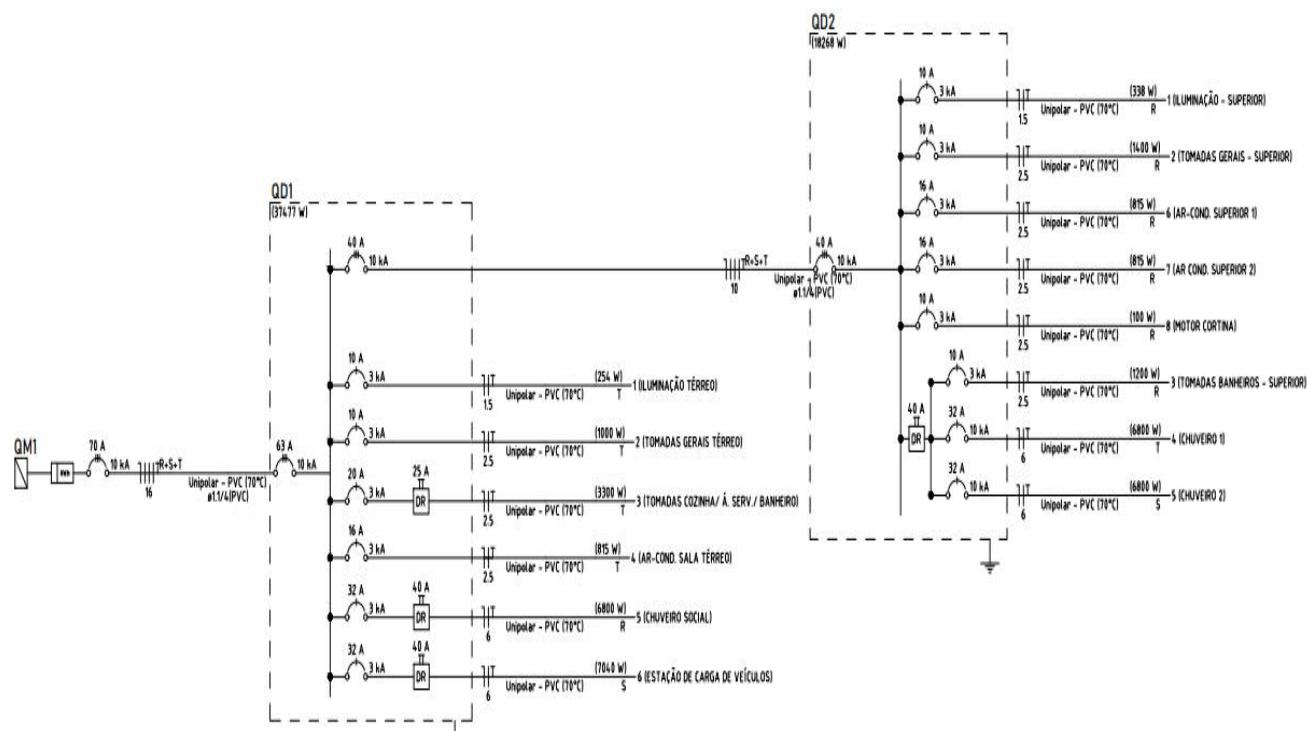 QM1
70 A
10 kA
R+S+T
16
Unipolar - PVC (70°C)
ø1.1/4(PVC)
QD1
(37477 W)
63 A
10 kA
40 A
10 kA
R+S+T
10
Unipolar - PVC (70°C)
ø1.1/4(PVC)
10 A
3 kA
T
1.5
Unipolar - PVC (70°C)
(254 W)
T
1 (ILUMINAÇÃO TÉRREO)
10 A
3 kA
T
2.5
Unipolar - PVC (70°C)
(1000 W)
T
2 (TOMADAS GERAIS TÉRREO)
20 A
3 kA
25 A
DR
T
2.5
Unipolar - PVC (70°C)
(3300 W)
T
3 (TOMADAS COZINHA/ Á. SERV./ BANHEIRO)
16 A
3 kA
T
2.5
Unipolar - PVC (70°C)
(815 W)
T
4 (AR-COND. SALA TÉRREO)
32 A
3 kA
40 A
DR
T
6
Unipolar - PVC (70°C)
(6800 W)
R
5 (CHUVEIRO SOCIAL)
32 A
3 kA
40 A
DR
T
6
Unipolar - PVC (70°C)
(7040 W)
S
6 (ESTAÇÃO DE CARGA DE VEÍCULOS)
QD2
(18268 W)
40 A
10 kA
10 A
3 kA
T
1.5
Unipolar - PVC (70°C)
(338 W)
R
1 (ILUMINAÇÃO - SUPERIOR)
10 A
3 kA
T
2.5
Unipolar - PVC (70°C)
(1400 W)
R
2 (TOMADAS GERAIS - SUPERIOR)
16 A
3 kA
T
2.5
Unipolar - PVC (70°C)
(815 W)
R
6 (AR-COND. SUPERIOR 1)
16 A
3 kA
T
2.5
Unipolar - PVC (70°C)
(815 W)
R
7 (AR COND. SUPERIOR 2)
10 A
3 kA
T
2.5
Unipolar - PVC (70°C)
(100 W)
R
8 (MOTOR CORTINA)
10 A
3 kA
T
2.5
Unipolar - PVC (70°C)
(1200 W)
R
3 (TOMADAS BANHEIROS - SUPERIOR)
40 A
DR
32 A
10 kA
T
6
Unipolar - PVC (70°C)
(6800 W)
T
4 (CHUVEIRO 1)
32 A
10 kA
T
6
Unipolar - PVC (70°C)
(6800 W)
S
5 (CHUVEIRO 2)